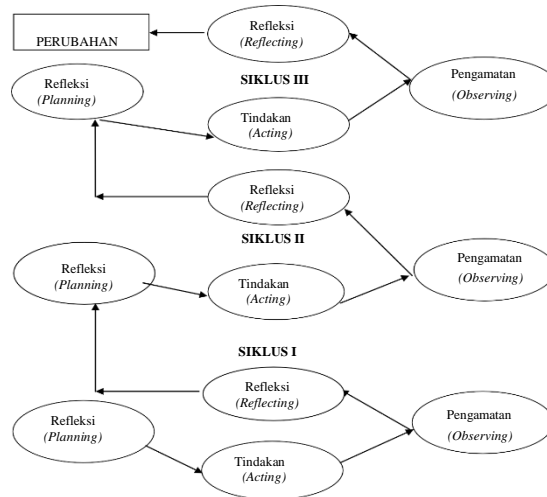 Refleksi
(Reflecting)
PERUBAHAN
SIKLUS III
Refleksi
(Planning)
Pengamatan
(Observing)
Tindakan
(Acting)
Refleksi
(Reflecting)
SIKLUS II
Refleksi
(Planning)
Pengamatan
(Observing)
Tindakan
(Acting)
SIKLUS I
Refleksi
(Reflecting)
Refleksi
(Planning)
Pengamatan
(Observing)
Tindakan
(Acting)